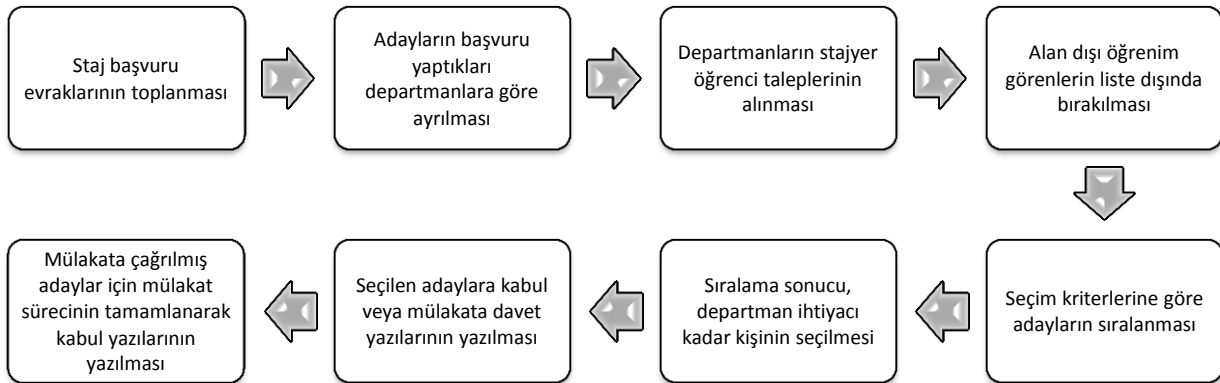 Staj başvuru
evraklarının toplanması
Adayların başvuru
yaptıkları
departmanlara göre
ayrılması
Departmanların stajyer
öğrenci taleplerinin
alınması
Alan dışı öğrenim
görenlerin liste dışında
bırakılması
Seçim kriterlerine göre
adayların sıralanması
Sıralama sonucu,
departman ihtiyacı
kadar kişinin seçilmesi
Seçilen adaylara kabul
veya mülakata davet
yazılarının yazılması
Mülakata çağrılmış
adaylar için mülakat
sürecinin tamamlanarak
kabul yazılarının
yazılması